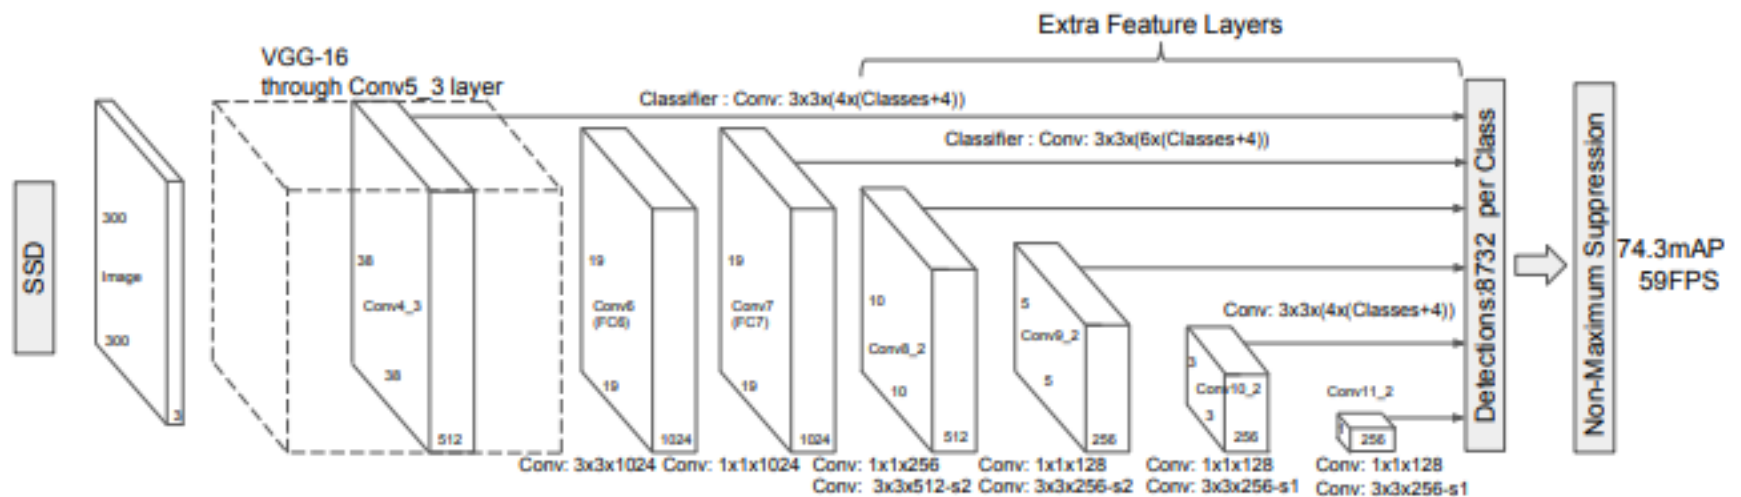 Extra Feature Layers
VGG-16
through Conv5_3 layer
Classifier : Conv: 3x3x(4x(Classes+4))
Classifier : Conv: 3x3x(6x(Classes+4))
SSD
300
Image
300
3
38
Conv4_3
38
512
19
Conv6
(FC6)
19
1024
19
Conv7
(FC7)
19
1024
10
Conv8_2
10
512
5
Conv9_2
5
256
Conv: 3x3x(4x(Classes+4))
3
Conv10_2
3
256
Conv11_2
256
Detections:8732 per Class
Non-Maximum Suppression
74.3mAP
59FPS
Conv: 3x3x1024
Conv: 1x1x1024
Conv: 1x1x256
Conv: 3x3x512-s2
Conv: 1x1x128
Conv: 3x3x256-s2
Conv: 1x1x128
Conv: 3x3x256-s1
Conv: 1x1x128
Conv: 3x3x256-s1